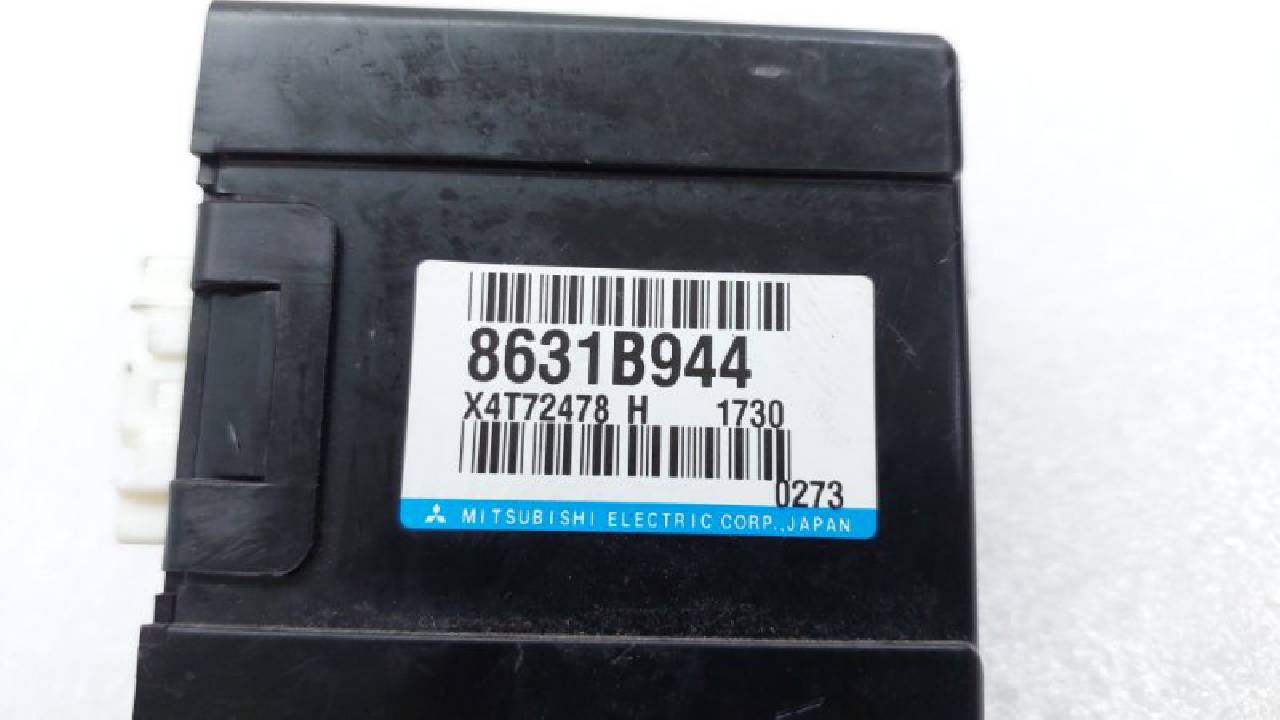 8631B944
X4T72478 H 1730
0273
MITSUBISHI ELECTRIC CORP.,JAPAN